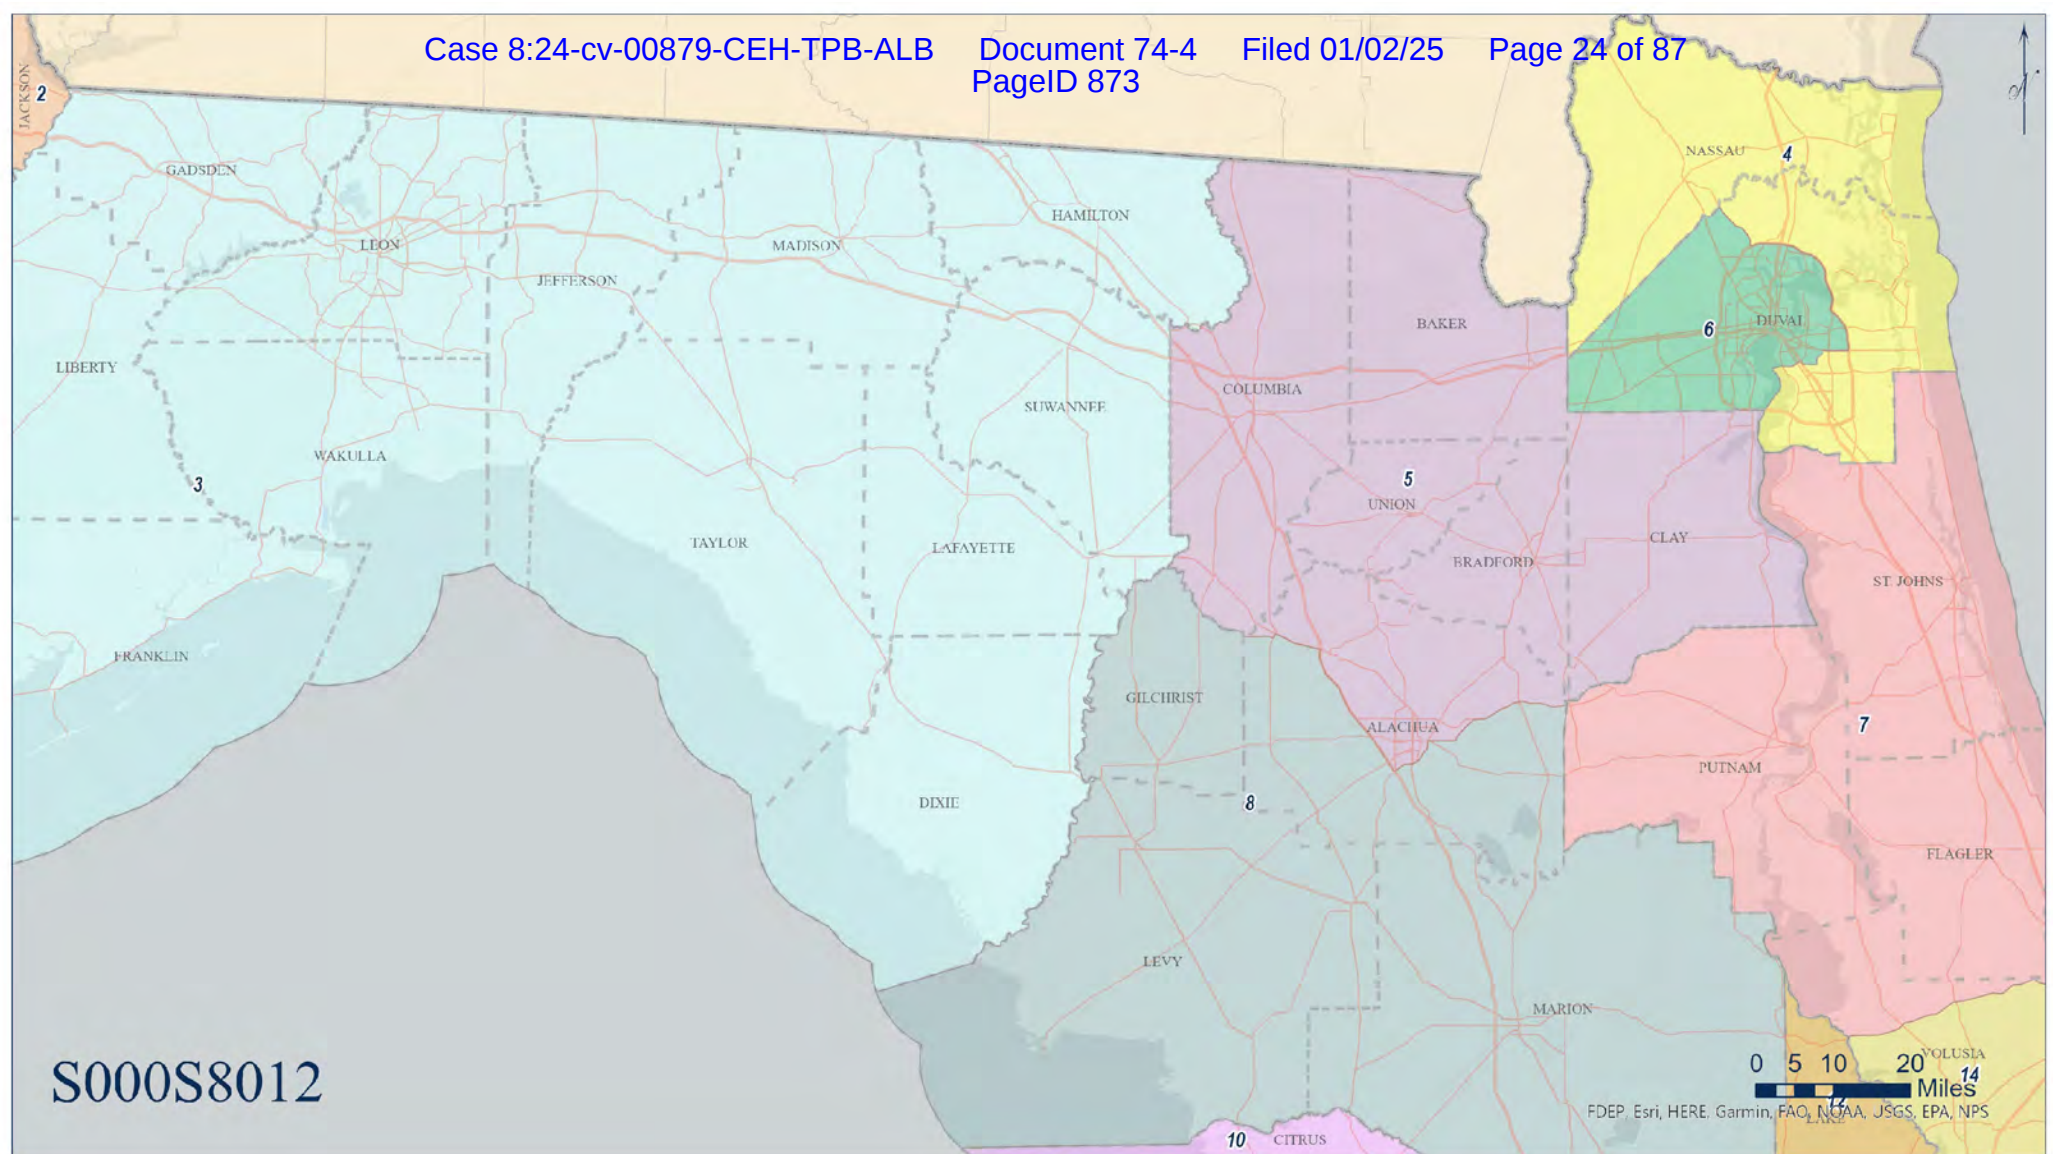 Case 8:24-cv-00879-CEH-TPB-ALB Document 74-4 Filed 01/02/25 Page 24 of 87
PageID 873
JACKSON
2
NASSAU
4
GADSDEN
HAMILTON
LEON
MADISON
JEFFERSON
BAKER
6
DUVAL
LIBERTY
COLUMBIA
SUWANNEE
WAKULLA
3
5
UNION
CLAY
TAYLOR
LAFAYETTE
BRADFORD
ST. JOHNS
FRANKLIN
GILCHRIST
ALACHUA
7
PUTNAM
DIXIE
8
FLAGLER
LEVY
MARION
S000S8012
VOLUSIA
0 5 10 20
14
Miles
12
FDEP, Esri, HERE, Garmin, FAO, NOAA, USGS, EPA, NPS
LAKE
10
CITRUS